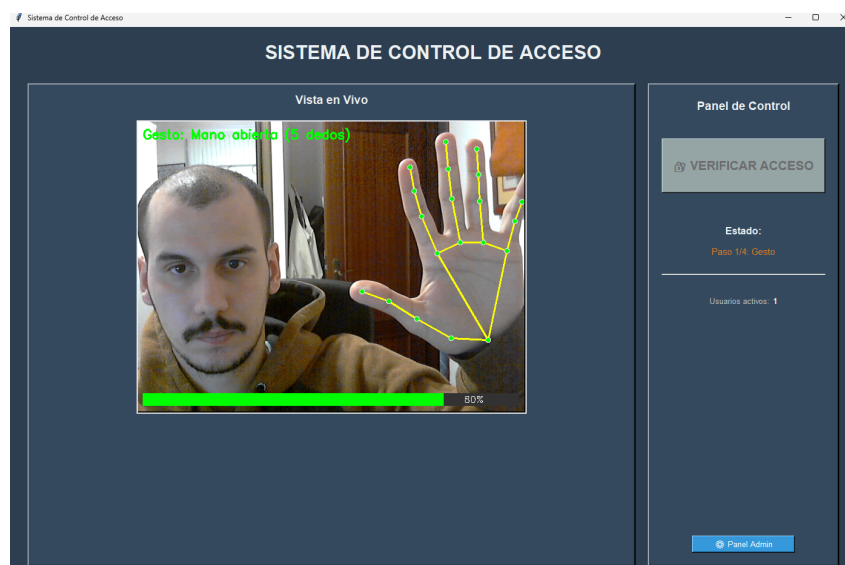 Sistema de Control de Acceso
SISTEMA DE CONTROL DE ACCESO
Vista en Vivo
Gesto: Mano abierta (5 dedos)
80%
Panel de Control
VERIFICAR ACCESO
Estado:
Paso 1/4: Gesto
Usuarios activos: 1
Panel Admin